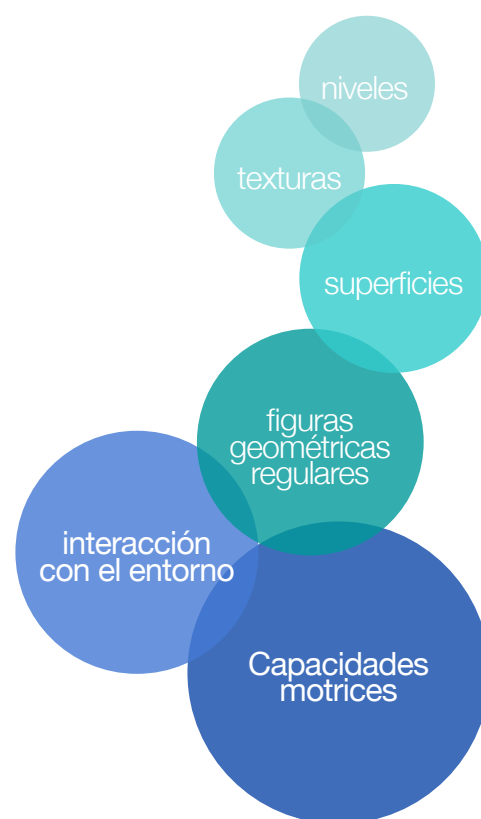 niveles
texturas
superficies
figuras
geométricas
regulares
interacción
con el entorno
Capacidades
motrices